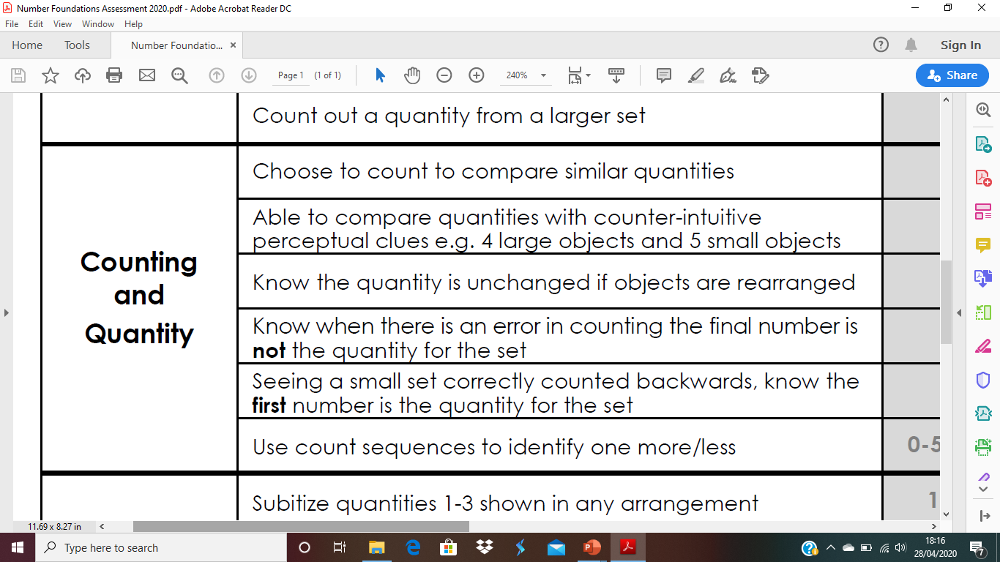 Number Foundations Assessment 2020.pdf - Adobe Acrobat Reader DC
File Edit View Window Help
Home Tools Number Foundatio... × Sign In
Page 1 (1 of 1) 240% Share
Count out a quantity from a larger set
Counting
and
Quantity
Choose to count to compare similar quantities
Able to compare quantities with counter-intuitive
perceptual clues e.g. 4 large objects and 5 small objects
Know the quantity is unchanged if objects are rearranged
Know when there is an error in counting the final number is
not the quantity for the set
Seeing a small set correctly counted backwards, know the
first number is the quantity for the set
Use count sequences to identify one more/less 0-5
Subitize quantities 1-3 shown in any arrangement 1
11.69 x 8.27 in
Type here to search
18:16
28/04/2020
7